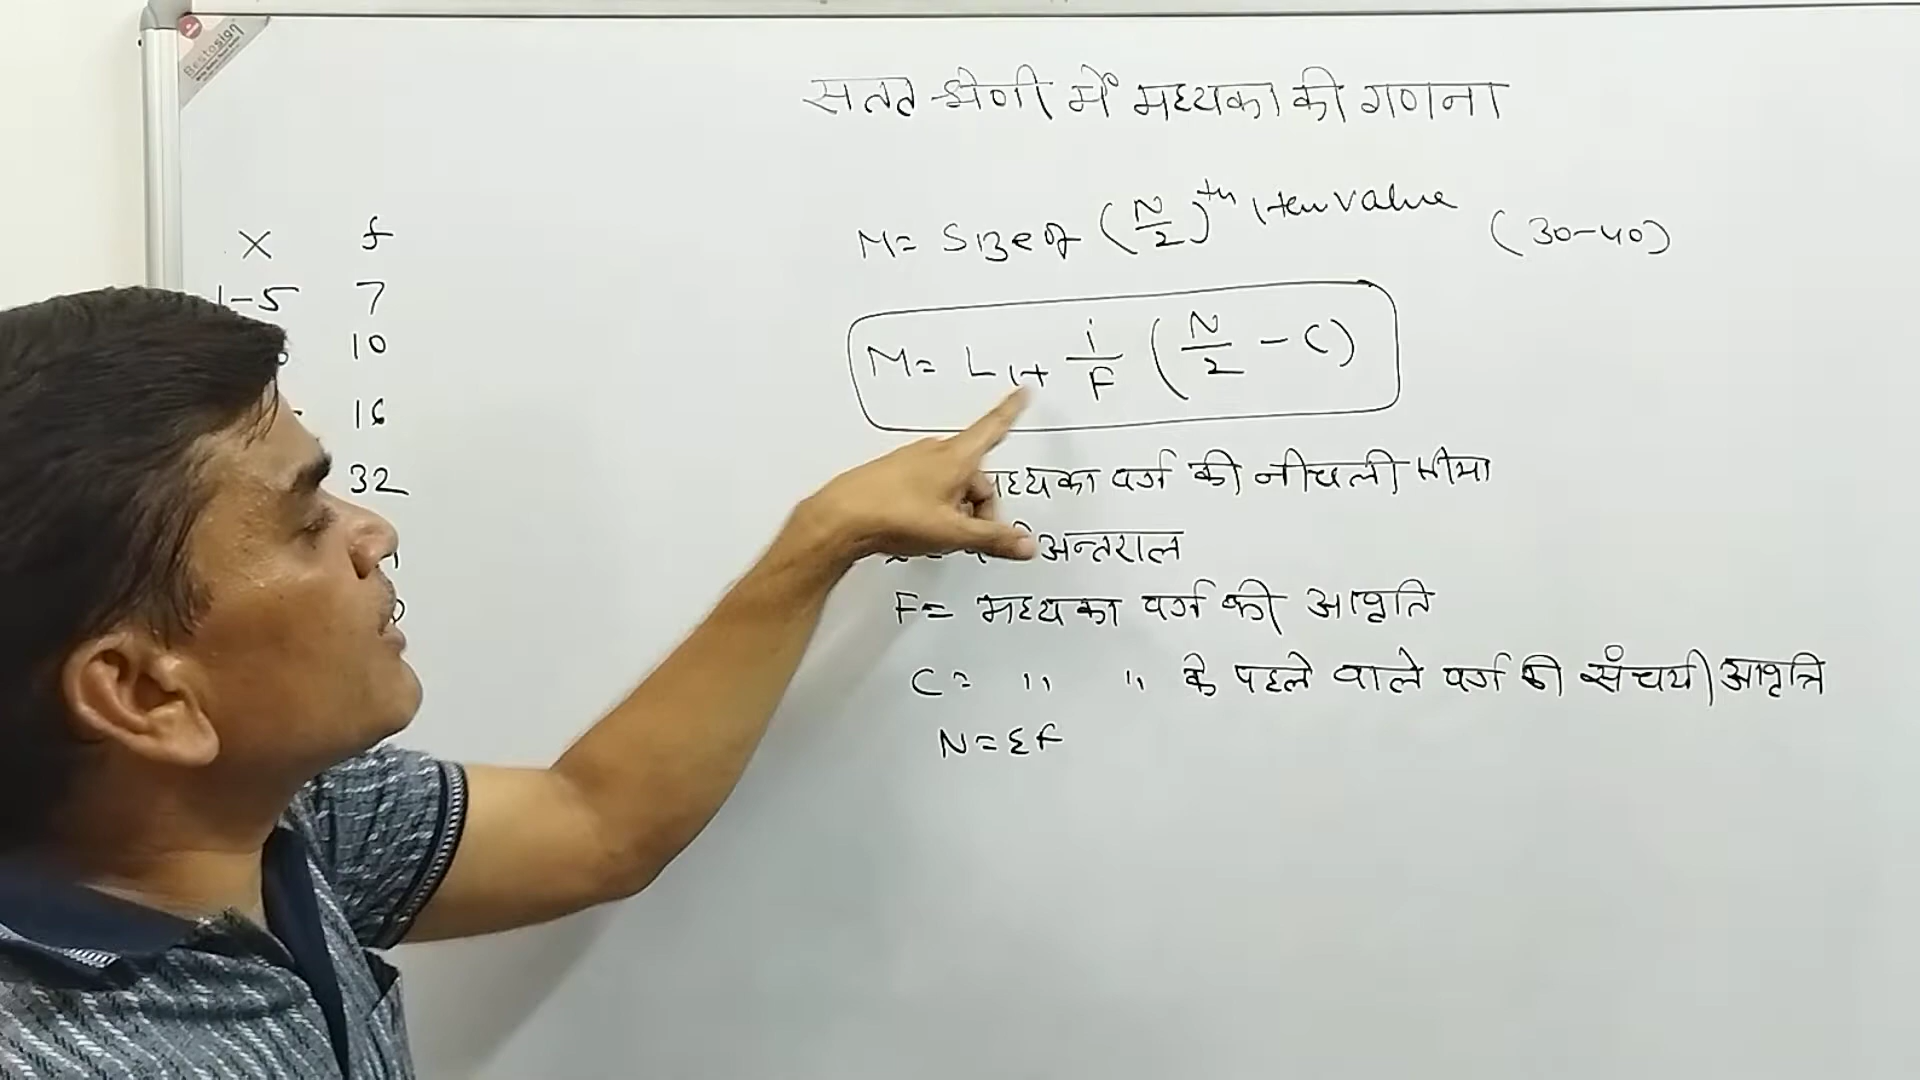 Bestosign
सतत श्रेणी में मध्यका की गणना
M= Size of (N/2)th Item Value (30-40)
X f
1-5 7
10
16
32
M= L1+ i/F (N/2 - C)
मध्यका वर्ग की नीचली सीमा
अन्तराल
F= मध्यका वर्ग की आवृति
C= ,, ,, के पहले वाले वर्ग की संचयी आवृत्ति
N=Σf